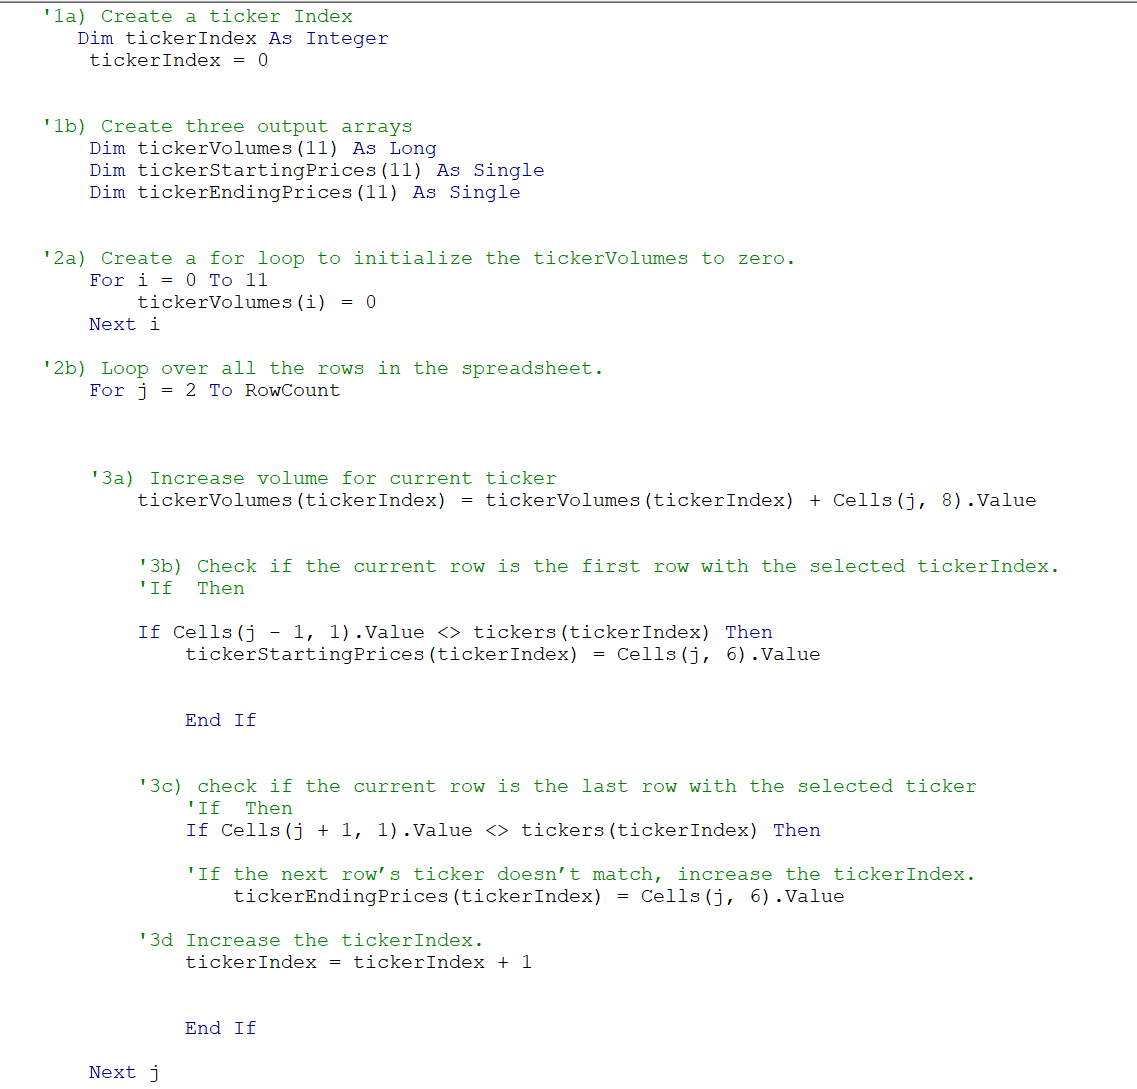 '1a) Create a ticker Index
Dim tickerIndex As Integer
tickerIndex = 0
'1b) Create three output arrays
Dim tickerVolumes(11) As Long
Dim tickerStartingPrices(11) As Single
Dim tickerEndingPrices(11) As Single
'2a) Create a for loop to initialize the tickerVolumes to zero.
For i = 0 To 11
tickerVolumes(i) = 0
Next i
'2b) Loop over all the rows in the spreadsheet.
For j = 2 To RowCount
'3a) Increase volume for current ticker
tickerVolumes(tickerIndex) = tickerVolumes(tickerIndex) + Cells(j, 8).Value
'3b) Check if the current row is the first row with the selected tickerIndex.
'If  Then
If Cells(j - 1, 1).Value <> tickers(tickerIndex) Then
tickerStartingPrices(tickerIndex) = Cells(j, 6).Value
End If
'3c) check if the current row is the last row with the selected ticker
'If  Then
If Cells(j + 1, 1).Value <> tickers(tickerIndex) Then
'If the next row’s ticker doesn’t match, increase the tickerIndex.
tickerEndingPrices(tickerIndex) = Cells(j, 6).Value
'3d Increase the tickerIndex.
tickerIndex = tickerIndex + 1
End If
Next j